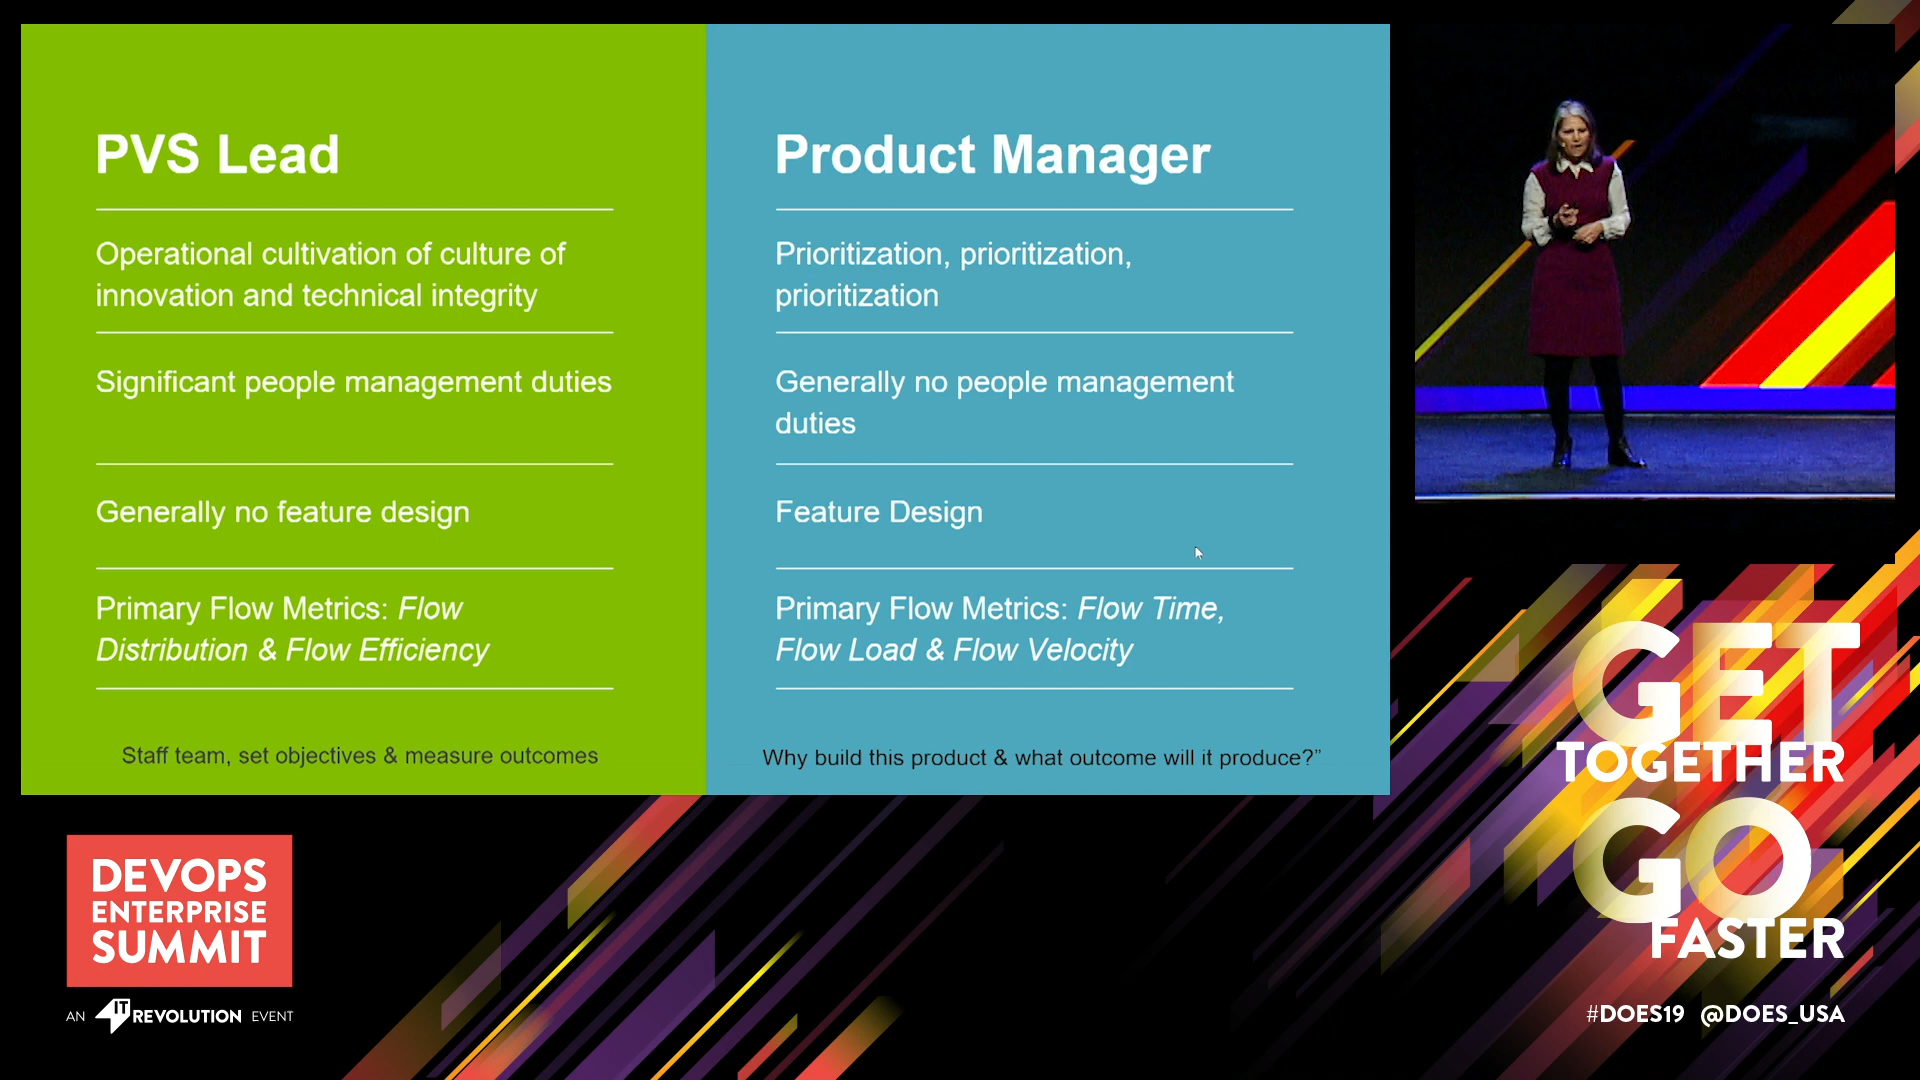 PVS Lead
Operational cultivation of culture of
innovation and technical integrity
Significant people management duties
Generally no feature design
Primary Flow Metrics: Flow
Distribution & Flow Efficiency
Staff team, set objectives & measure outcomes
Product Manager
Prioritization, prioritization,
prioritization
Generally no people management
duties
Feature Design
Primary Flow Metrics: Flow Time,
Flow Load & Flow Velocity
Why build this product & what outcome will it produce?”
GET
TOGETHER
GO
FASTER
#DOES19 @DOES_USA
DEVOPS
ENTERPRISE
SUMMIT
AN IT REVOLUTION EVENT